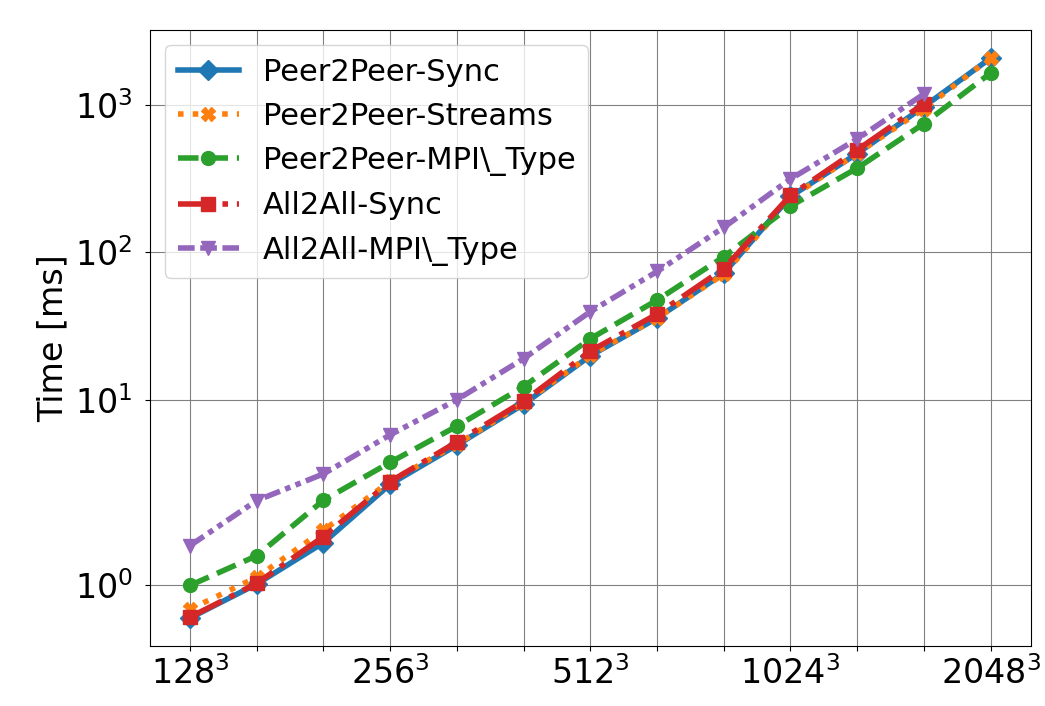 Peer2Peer-Sync
Peer2Peer-Streams
Peer2Peer-MPI\_Type
All2All-Sync
All2All-MPI\_Type
Time [ms]
10³
10²
10¹
10⁰
128³ 256³ 512³ 1024³ 2048³